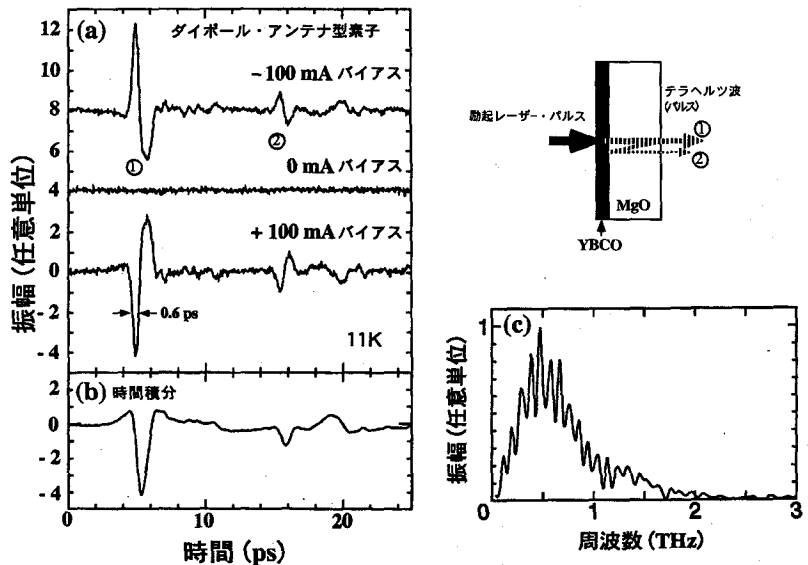 (a)
ダイポール・アンテナ型素子
－100 mA バイアス
①
②
0 mA バイアス
+ 100 mA バイアス
0.6 ps
11K
12
10
8
6
4
2
0
- 2
- 4
振幅 (任意単位)
(b) 時間積分
2
0
- 2
- 4
0
10
20
時間 (ps)
励起レーザー・パルス
テラヘルツ波
(パルス)
①
②
MgO
YBCO
(c)
1
0
1
2
3
振幅 (任意単位)
周波数 (THz)